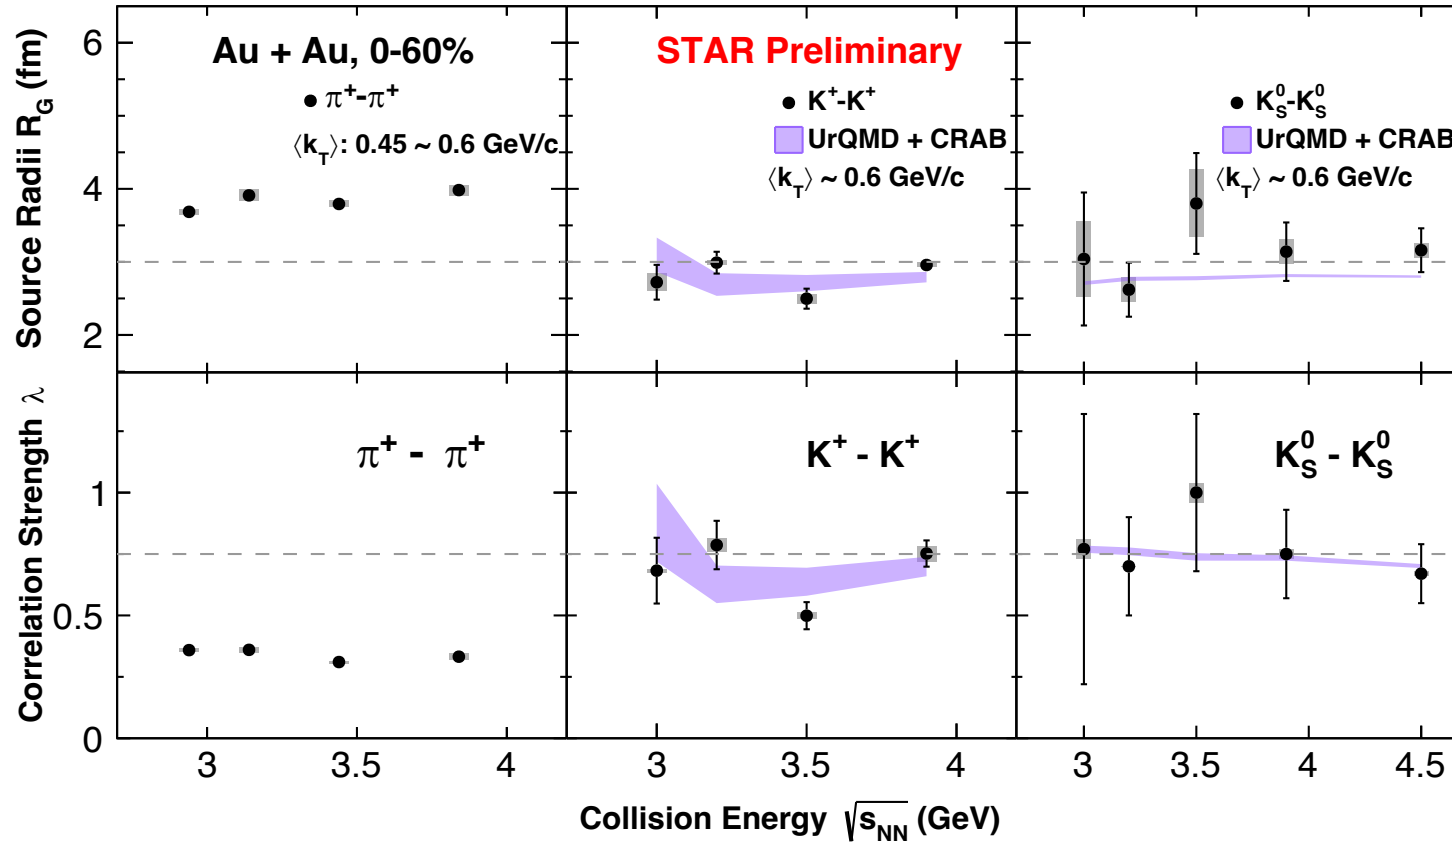 Source Radii R_G (fm)
6
4
2
Au + Au, 0-60%
π⁺-π⁺
⟨k_T⟩: 0.45 ~ 0.6 GeV/c
STAR Preliminary
K⁺-K⁺
UrQMD + CRAB
⟨k_T⟩ ~ 0.6 GeV/c
K⁰_S-K⁰_S
UrQMD + CRAB
⟨k_T⟩ ~ 0.6 GeV/c
Correlation Strength λ
1
0.5
0
π⁺ - π⁺
K⁺ - K⁺
K⁰_S - K⁰_S
3 3.5 4
3 3.5 4
3 3.5 4 4.5
Collision Energy √s_NN (GeV)